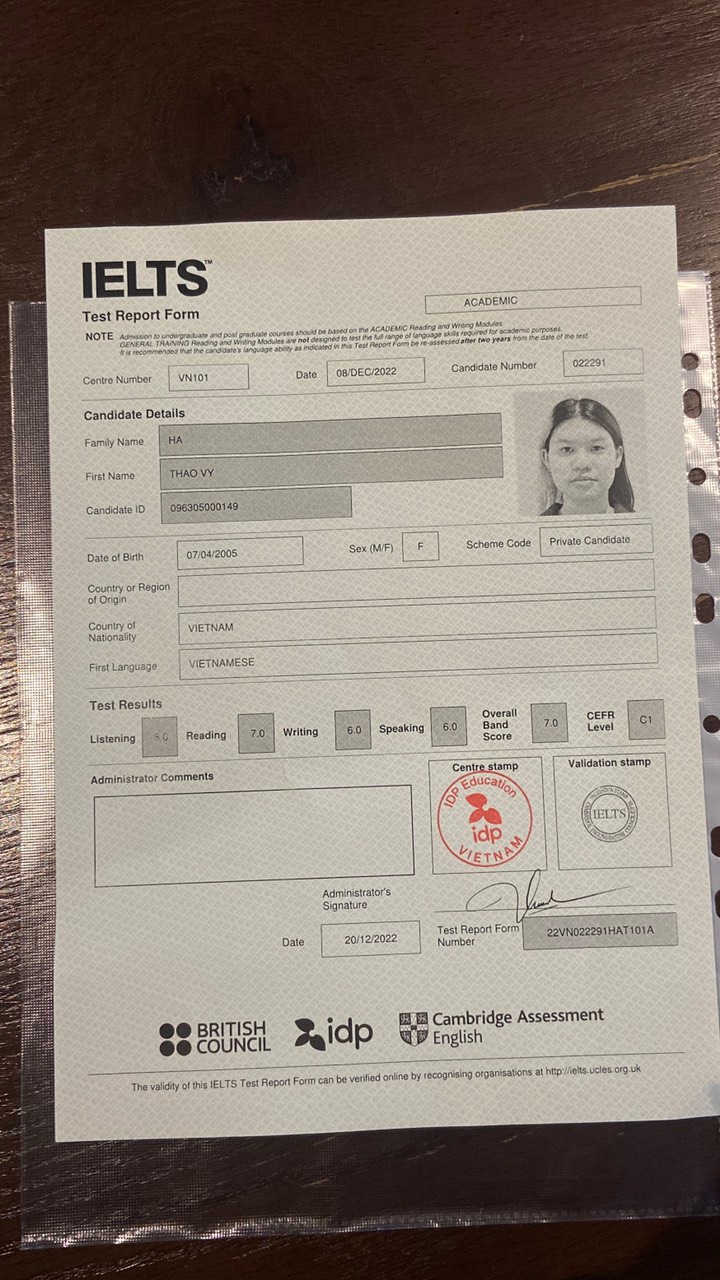 IELTS™
Test Report Form
ACADEMIC
NOTE Admission to undergraduate and post graduate courses should be based on the ACADEMIC Reading and Writing Modules.
GENERAL TRAINING Reading and Writing Modules are not designed to test the full range of language skills required for academic purposes.
It is recommended that the candidate's language ability as indicated in this Test Report Form be re-assessed after two years from the date of the test
Centre Number VN101 Date 08/DEC/2022 Candidate Number 022291
Candidate Details
Family Name HA
First Name THAO VY
Candidate ID 096305000149
Date of Birth 07/04/2005 Sex (M/F) F Scheme Code Private Candidate
Country or Region
of Origin
Country of
Nationality VIETNAM
First Language VIETNAMESE
Test Results
Listening 8.0 Reading 7.0 Writing 6.0 Speaking 6.0 Overall Band Score 7.0 CEFR Level C1
Administrator Comments
Centre stamp
Validation stamp
IDP Education
idp
VIETNAM
IELTS
Administrator's
Signature
Date 20/12/2022
Test Report Form
Number 22VN022291HAT101A
BRITISH
COUNCIL
idp
Cambridge Assessment
English
The validity of this IELTS Test Report Form can be verified online by recognising organisations at http://ielts.ucles.org.uk